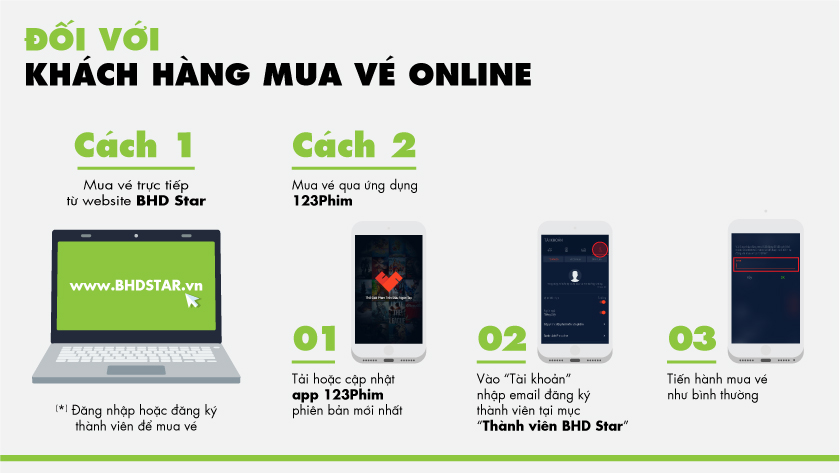 ĐỐI VỚI
KHÁCH HÀNG MUA VÉ ONLINE
Cách 1
Mua vé trực tiếp
từ website BHD Star
www.BHDSTAR.vn
(*) Đăng nhập hoặc đăng ký
thành viên để mua vé
Cách 2
Mua vé qua ứng dụng
123Phim
01
Tải hoặc cập nhật
app 123Phim
phiên bản mới nhất
02
Vào “Tài khoản”
nhập email đăng ký
thành viên tại mục
“Thành viên BHD Star”
03
Tiến hành mua vé
như bình thường